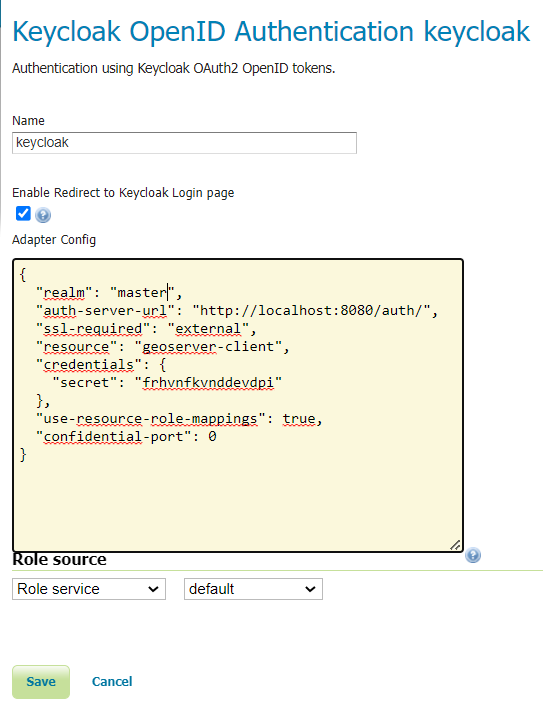 Keycloak OpenID Authentication keycloak
Authentication using Keycloak OAuth2 OpenID tokens.
Name
keycloak
Enable Redirect to Keycloak Login page
Adapter Config
{
  "realm": "master",
  "auth-server-url": "http://localhost:8080/auth/",
  "ssl-required": "external",
  "resource": "geoserver-client",
  "credentials": {
    "secret": "frhvnfkvnddevdpi"
  },
  "use-resource-role-mappings": true,
  "confidential-port": 0
}
Role source
Role service default
Save Cancel